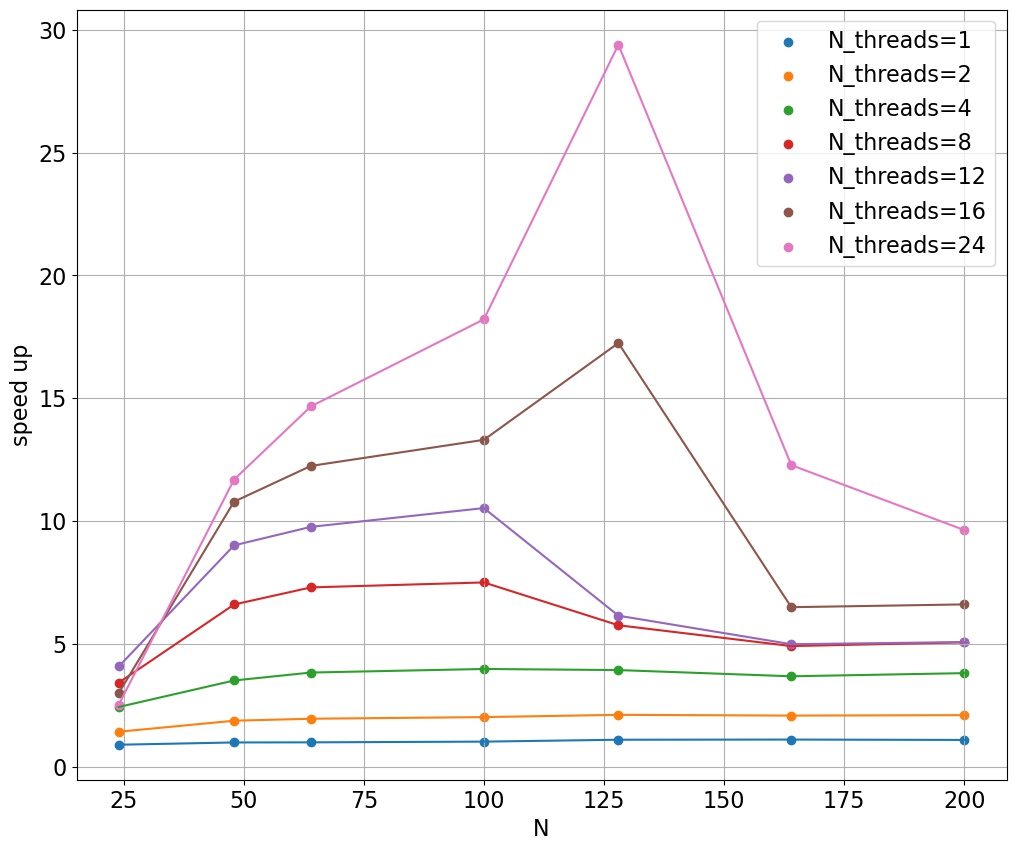 30
25
20
15
10
5
0
speed up
25 50 75 100 125 150 175 200
N
N_threads=1
N_threads=2
N_threads=4
N_threads=8
N_threads=12
N_threads=16
N_threads=24